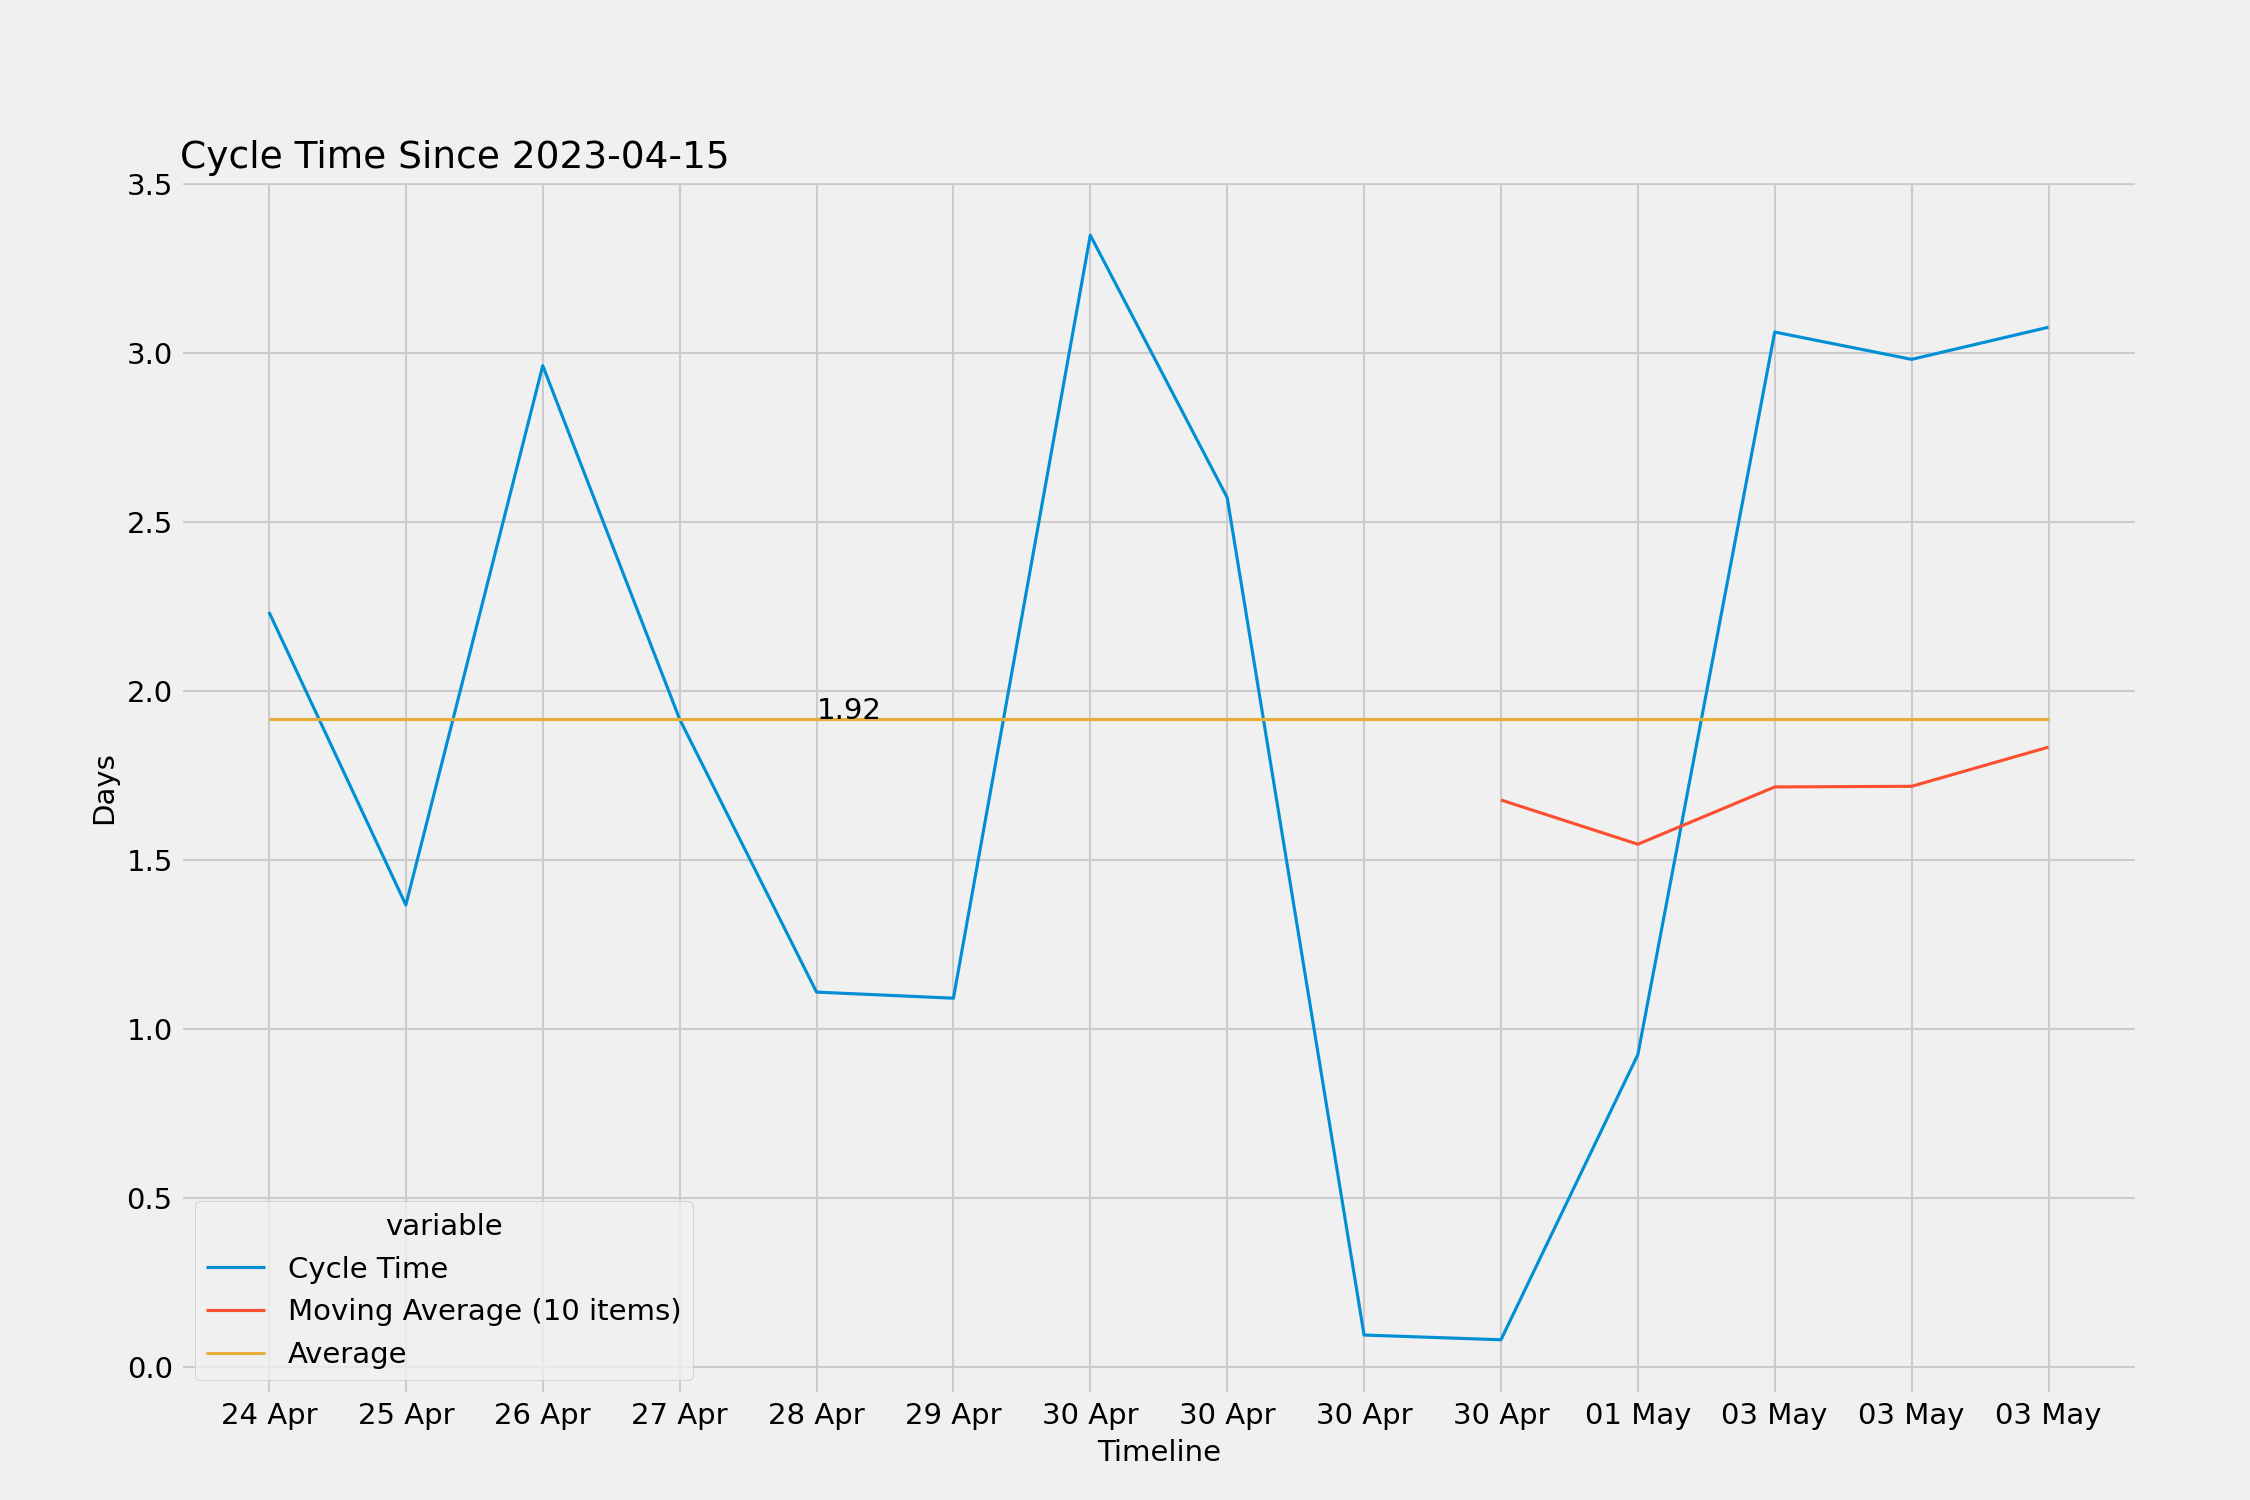 Cycle Time Since 2023-04-15
3.5
3.0
2.5
2.0
1.5
1.0
0.5
0.0
Days
1.92
variable
Cycle Time
Moving Average (10 items)
Average
24 Apr 25 Apr 26 Apr 27 Apr 28 Apr 29 Apr 30 Apr 30 Apr 30 Apr 30 Apr 01 May 03 May 03 May 03 May
Timeline